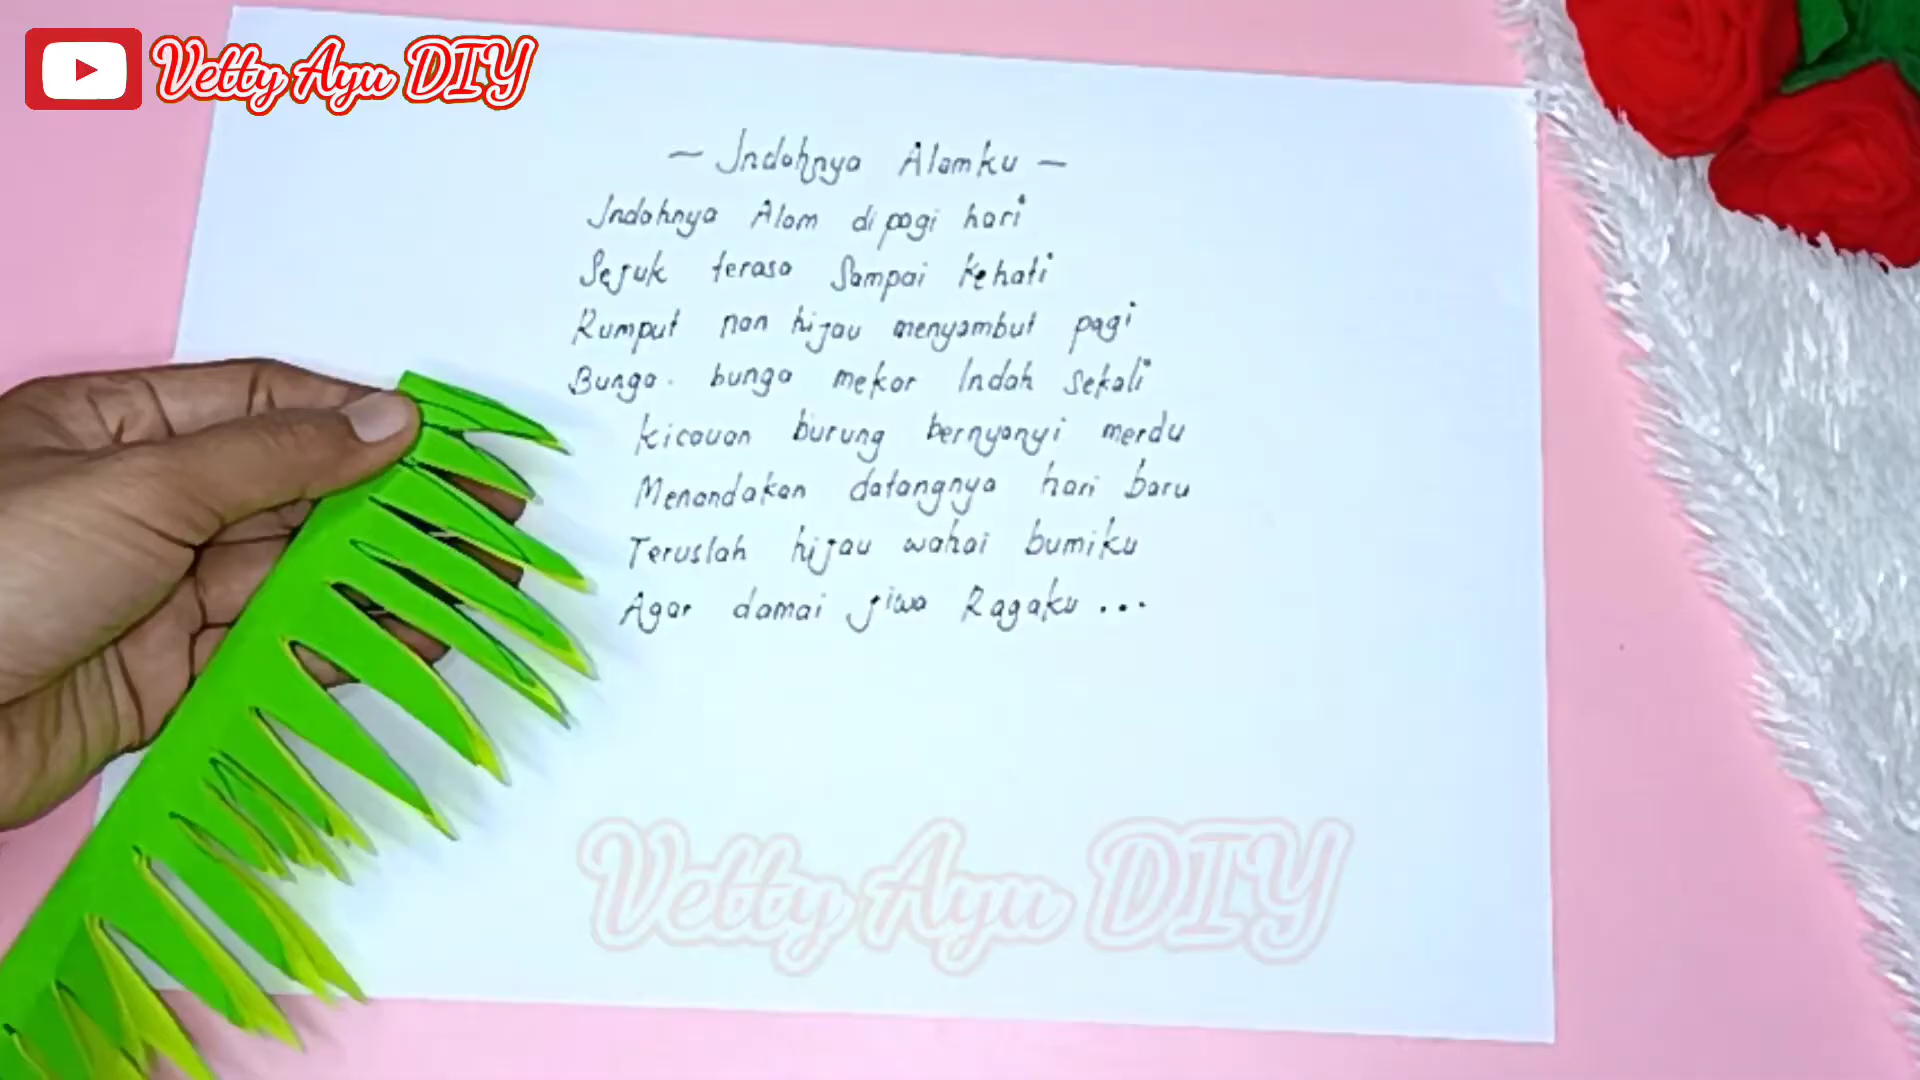 Vetty Ayu DIY
~ Indahnya Alamku ~
Indahnya Alam di pagi hari
Sejuk terasa Sampai Kehati
Rumput nan hijau menyambut pagi
Bunga-bunga mekar Indah Sekali
Kicauan burung bernyanyi merdu
Menandakan datangnya hari baru
Teruslah hijau wahai bumiku
Agar damai jiwa Ragaku ...
Vetty Ayu DIY